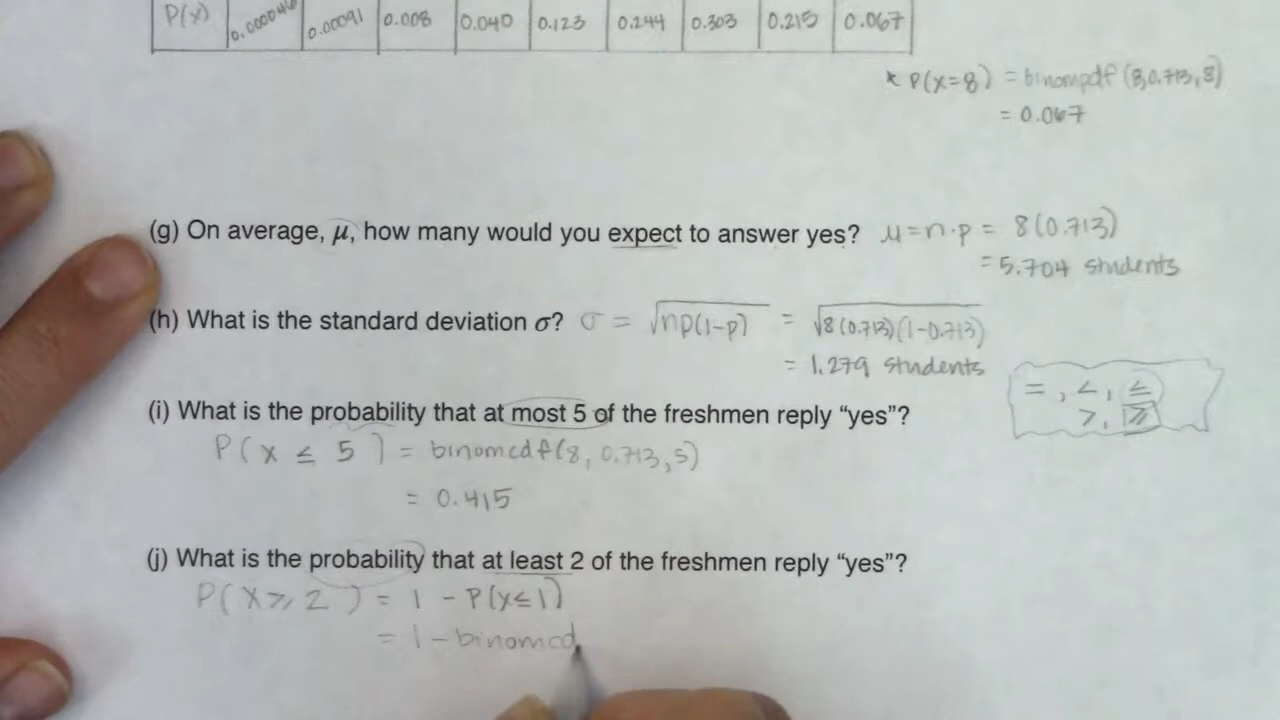 P(x) 0.000046 0.00091 0.008 0.040 0.123 0.244 0.303 0.215 0.067
* P(x=8) = binompdf(8,0.713,8)
= 0.067
(g) On average, μ, how many would you expect to answer yes? μ=n·p = 8(0.713)
=5.704 students
(h) What is the standard deviation σ? σ = √np(1-p) = √8(0.713)(1-0.713)
= 1.279 students
= , <, ≤
>, ≥
(i) What is the probability that at most 5 of the freshmen reply “yes”?
P( x ≤ 5 ) = binomcdf(8, 0.713, 5)
= 0.415
(j) What is the probability that at least 2 of the freshmen reply “yes”?
P( x ≥ 2 ) = 1 - P(x≤1)
= 1 - binomcd